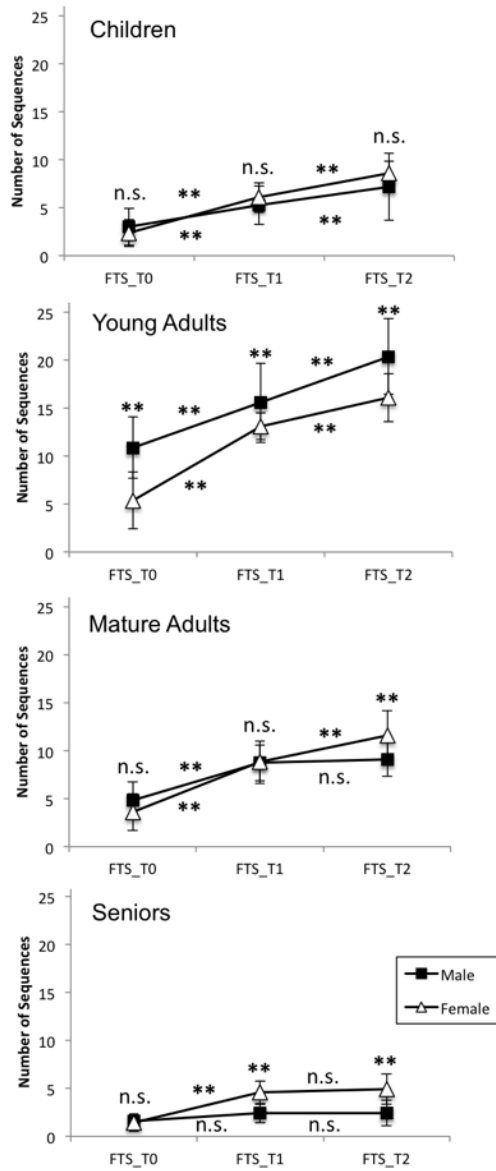 25
Children
20
15
10
5
0
Number of Sequences
n.s.
**
**
n.s.
**
**
n.s.
FTS_T0 FTS_T1 FTS_T2
25
Young Adults
20
15
10
5
0
Number of Sequences
**
**
**
**
**
**
**
FTS_T0 FTS_T1 FTS_T2
25
Mature Adults
20
15
10
5
0
Number of Sequences
n.s.
**
**
n.s.
**
n.s.
**
FTS_T0 FTS_T1 FTS_T2
25
Seniors
20
15
10
5
0
Number of Sequences
Male
Female
n.s.
**
n.s.
**
n.s.
n.s.
**
FTS_T0 FTS_T1 FTS_T2